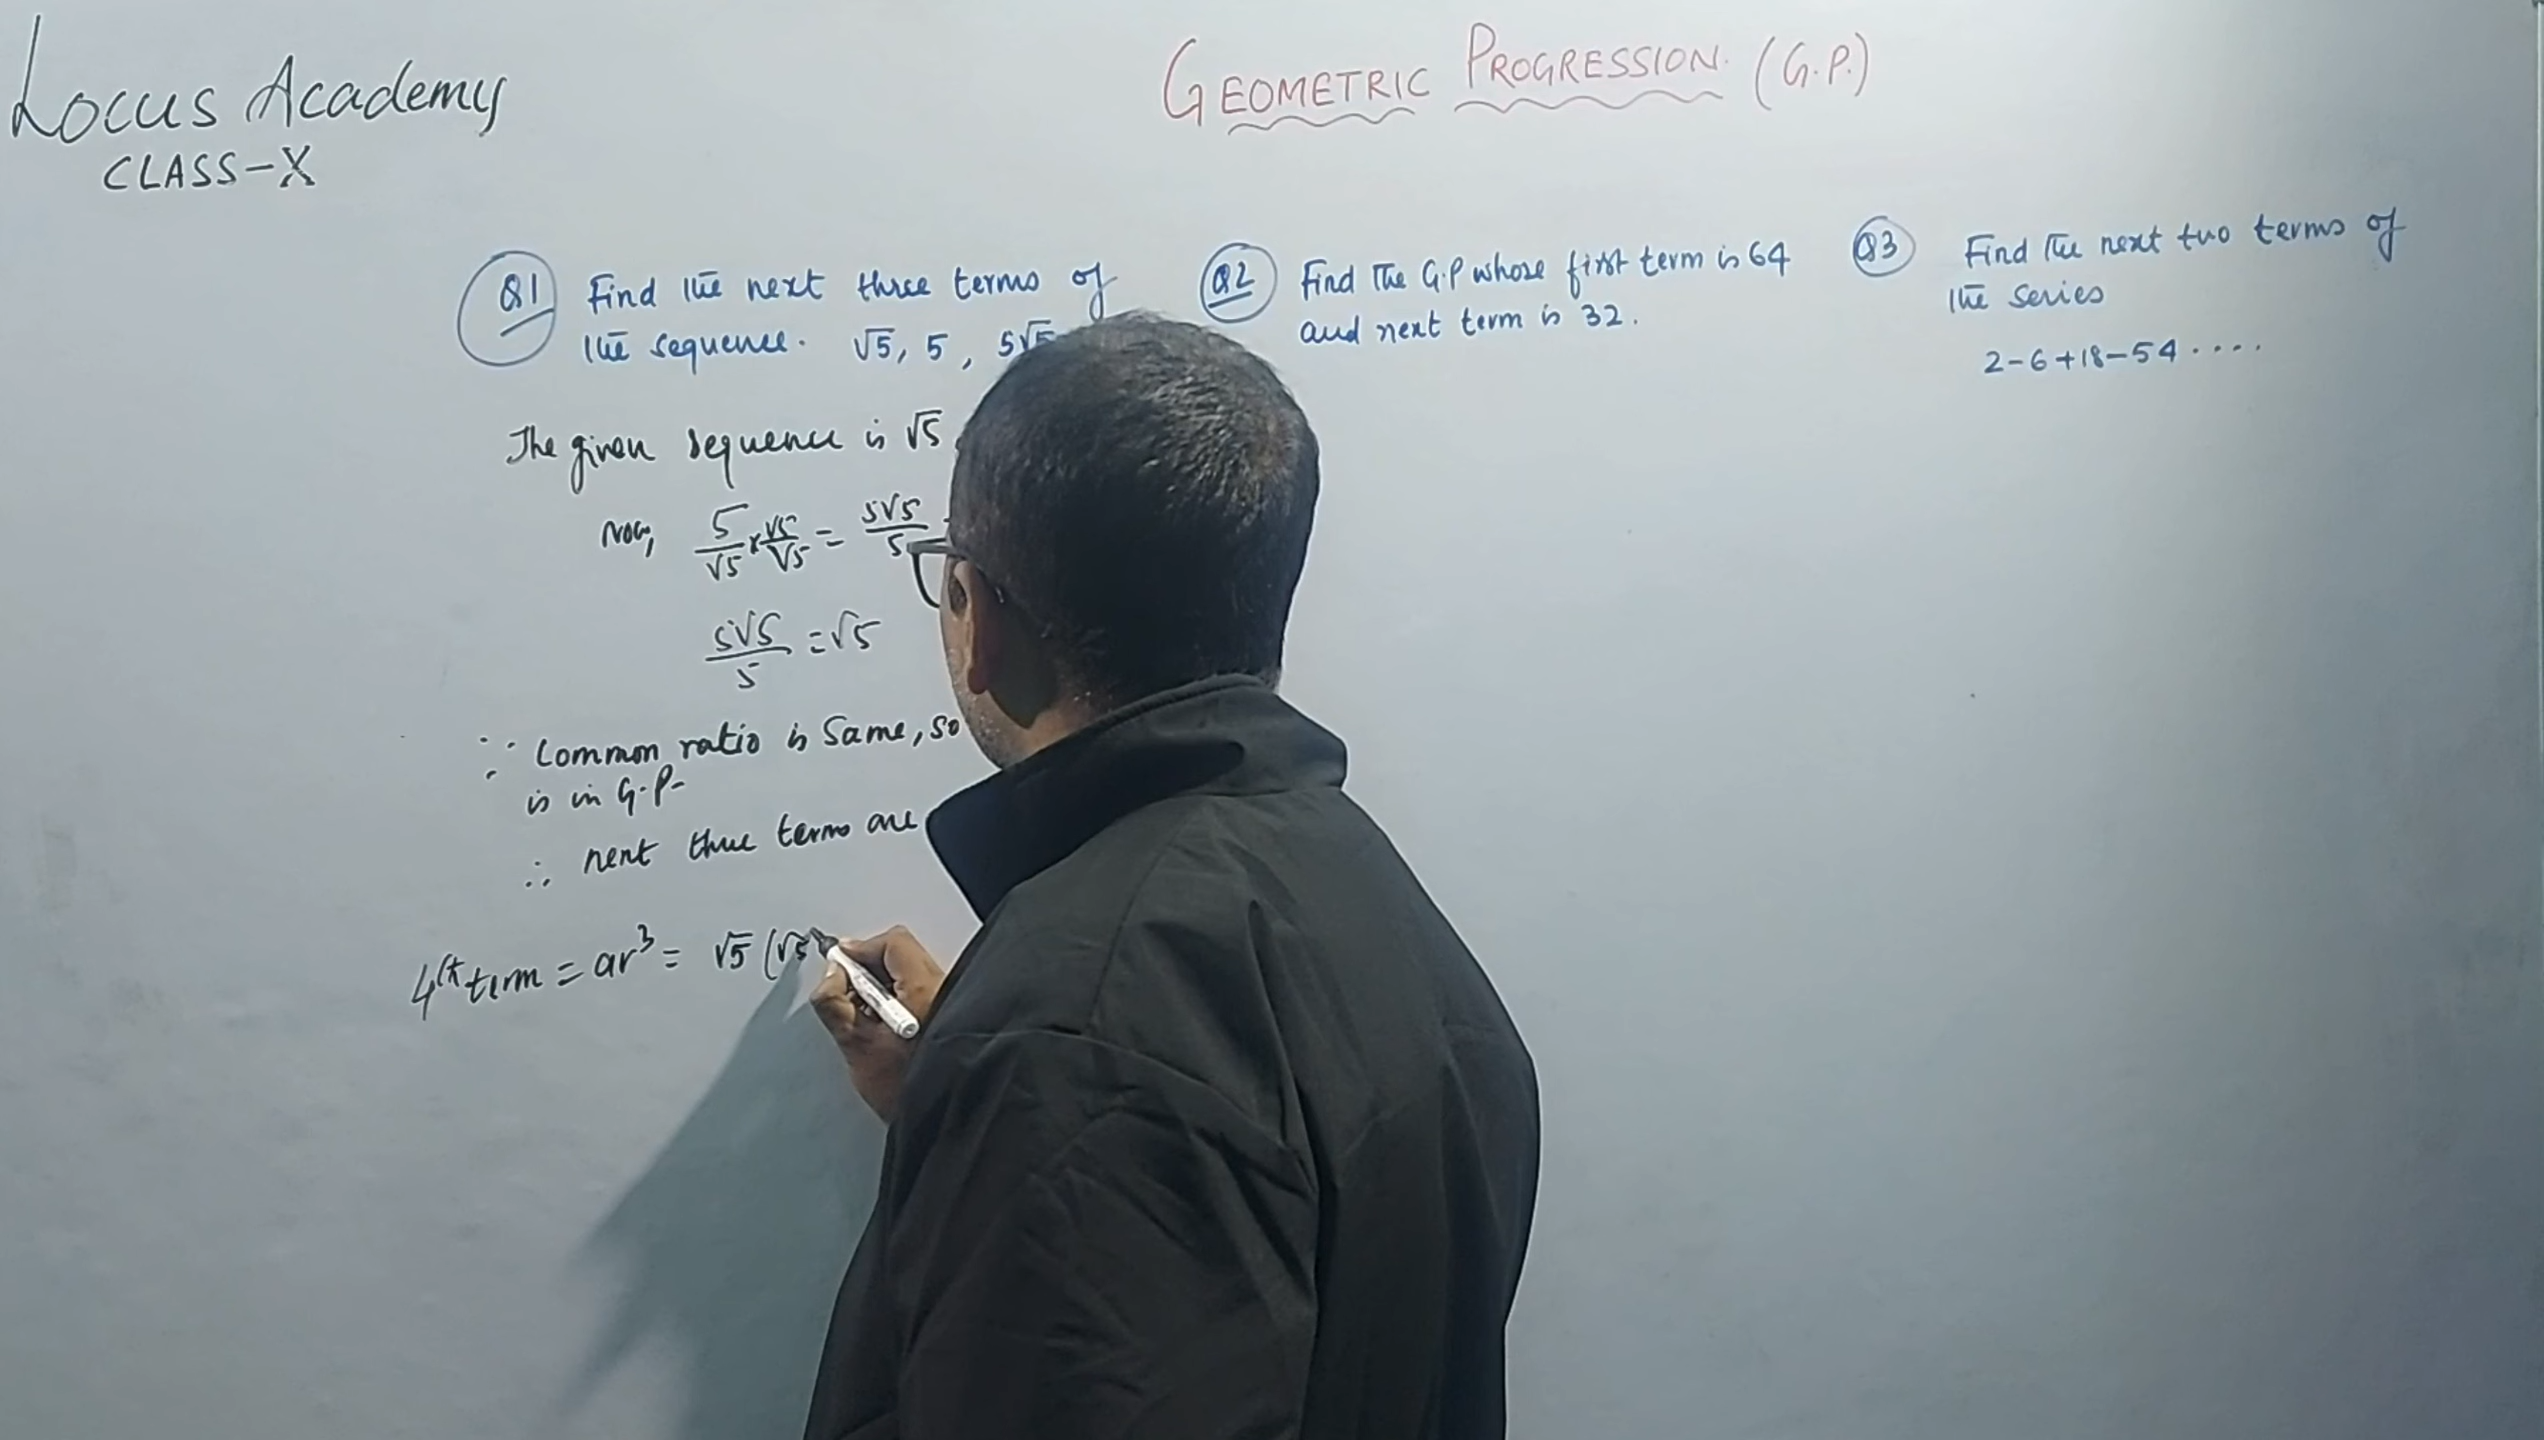 Locus Academy
CLASS-X
GEOMETRIC PROGRESSION. (G.P.)
Q1 Find the next three terms of
the sequence. √5, 5, 5√5
The given sequence is √5
Now, 5/√5 × √5/√5 = 5√5/5
5√5/5 = √5
∵ Common ratio is Same, so
is in G.P-
∴ next three terms are
4th term = ar³ = √5 (√5
Q2 Find The G.P whose first term is 64
and next term is 32.
Q3 Find the next two terms of
the series
2-6+18-54....